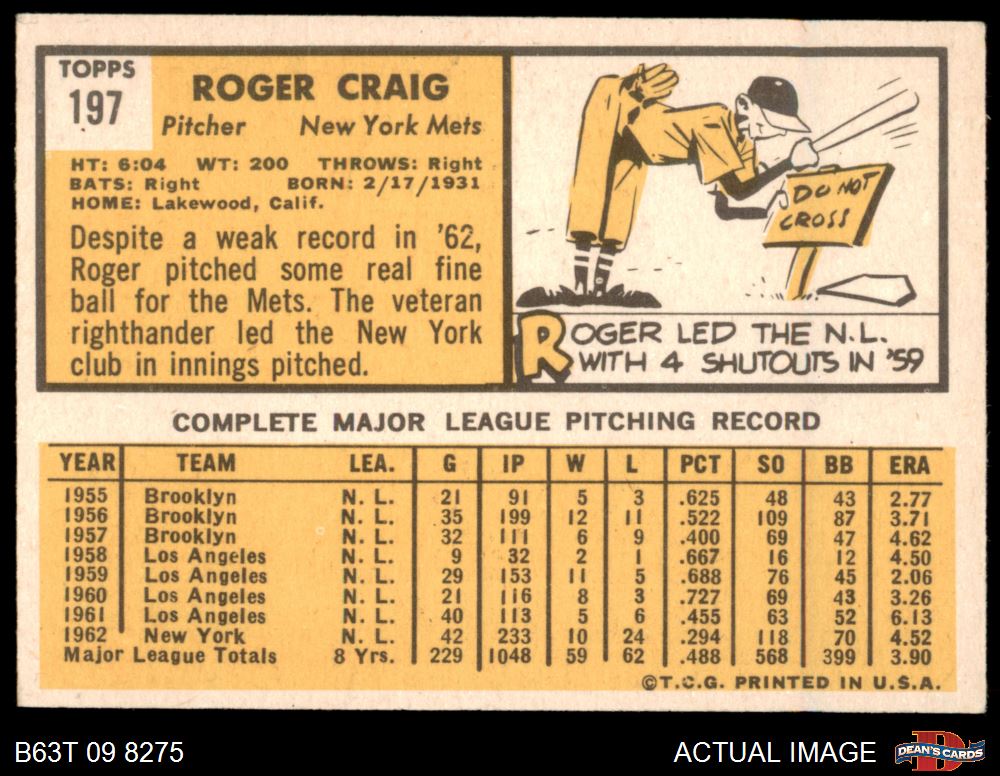 TOPPS
197
ROGER CRAIG
Pitcher New York Mets
HT: 6:04 WT: 200 THROWS: Right
BATS: Right BORN: 2/17/1931
HOME: Lakewood, Calif.
Despite a weak record in '62,
Roger pitched some real fine
ball for the Mets. The veteran
righthander led the New York
club in innings pitched.
DO NOT
CROSS
ROGER LED THE N.L.
WITH 4 SHUTOUTS IN '59
COMPLETE MAJOR LEAGUE PITCHING RECORD
YEAR TEAM LEA. G IP W L PCT SO BB ERA
1955 Brooklyn N. L. 21 91 5 3 .625 48 43 2.77
1956 Brooklyn N. L. 35 199 12 11 .522 109 87 3.71
1957 Brooklyn N. L. 32 111 6 9 .400 69 47 4.62
1958 Los Angeles N. L. 9 32 2 1 .667 16 12 4.50
1959 Los Angeles N. L. 29 153 11 5 .688 76 45 2.06
1960 Los Angeles N. L. 21 116 8 3 .727 69 43 3.26
1961 Los Angeles N. L. 40 113 5 6 .455 63 52 6.13
1962 New York N. L. 42 233 10 24 .294 118 70 4.52
Major League Totals 8 Yrs. 229 1048 59 62 .488 568 399 3.90
©T.C.G. PRINTED IN U.S.A.
B63T 09 8275 ACTUAL IMAGE DEAN'S CARDS